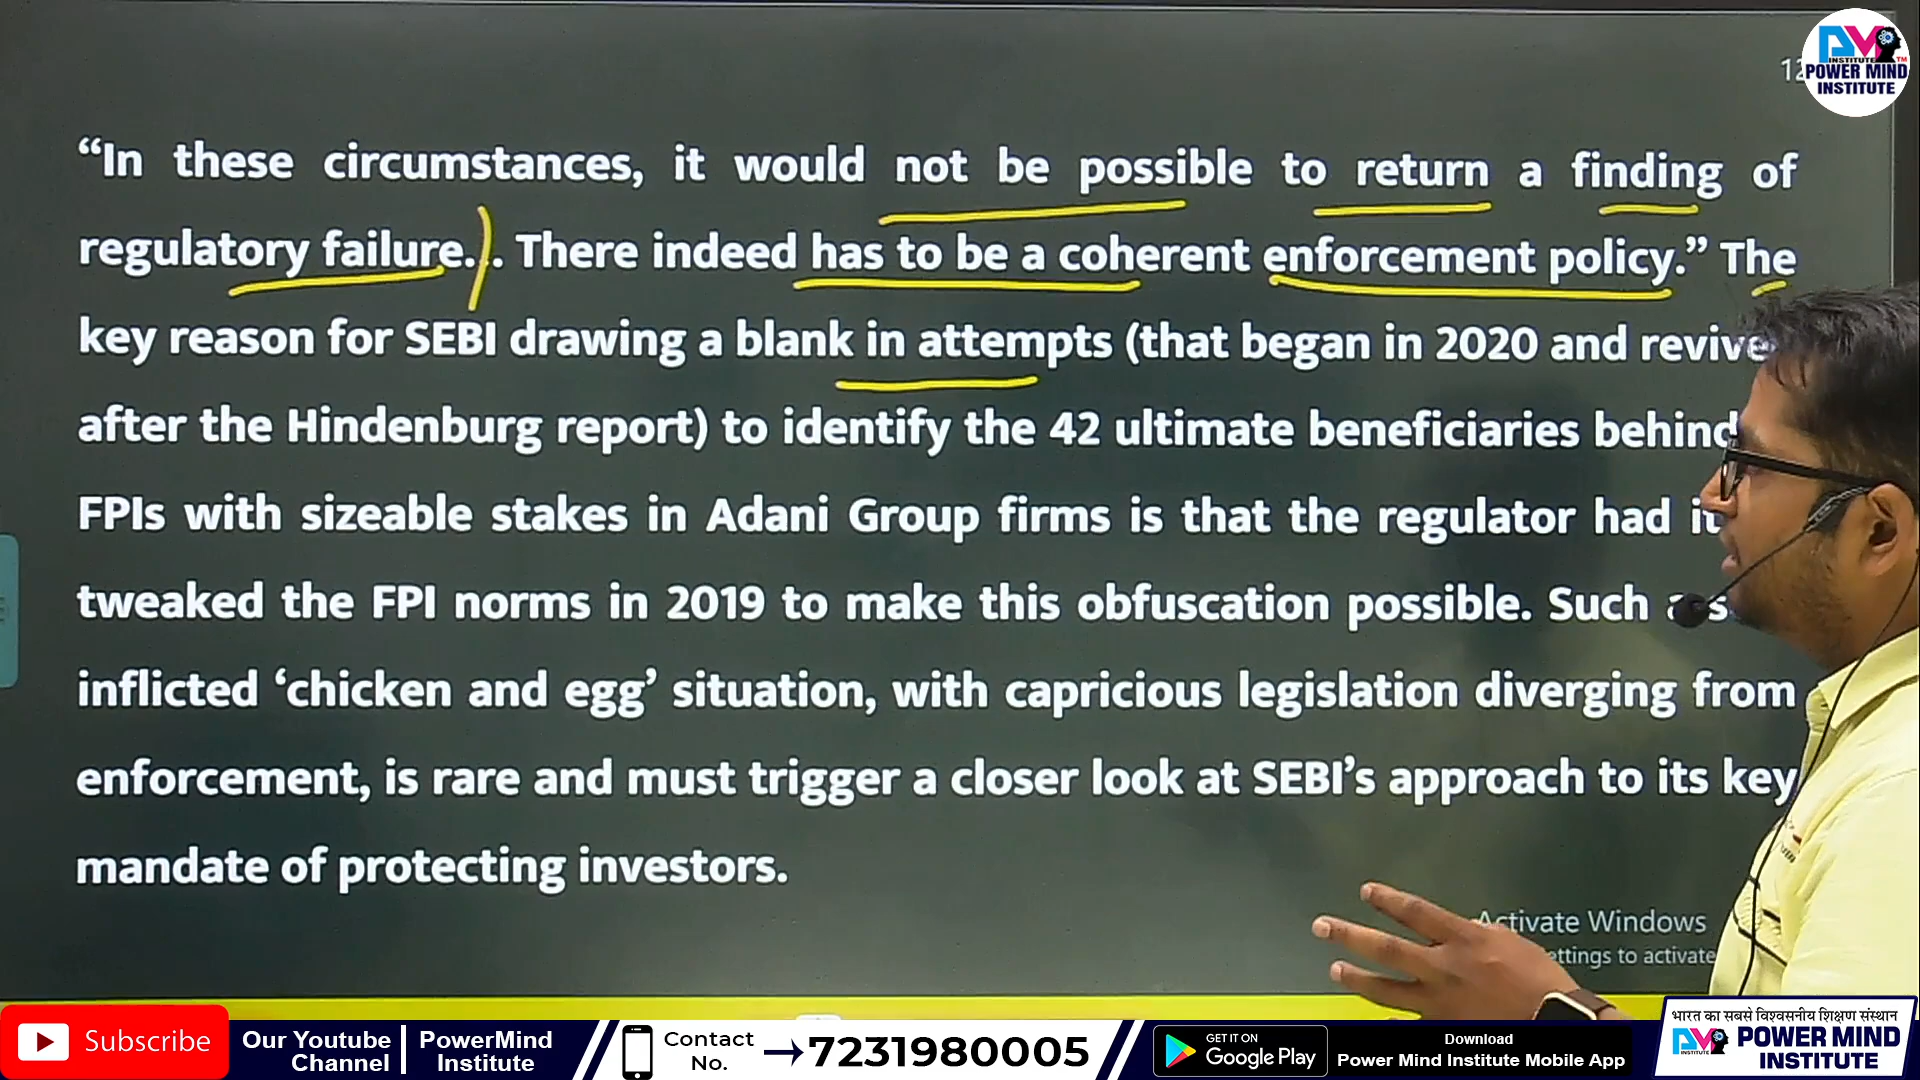 12
POWER MIND
INSTITUTE
“In these circumstances, it would not be possible to return a finding of
regulatory failure... There indeed has to be a coherent enforcement policy.” The
key reason for SEBI drawing a blank in attempts (that began in 2020 and revive
after the Hindenburg report) to identify the 42 ultimate beneficiaries behind
FPIs with sizeable stakes in Adani Group firms is that the regulator had it
tweaked the FPI norms in 2019 to make this obfuscation possible. Such a s
inflicted ‘chicken and egg’ situation, with capricious legislation diverging from
enforcement, is rare and must trigger a closer look at SEBI’s approach to its key
mandate of protecting investors.
Activate Windows
ettings to activate
Subscribe
Our Youtube Channel
PowerMind Institute
Contact No.
7231980005
GET IT ON
Google Play
Download
Power Mind Institute Mobile App
भारत का सबसे विश्वसनीय शिक्षण संस्थान
INSTITUTE
POWER MIND
INSTITUTE